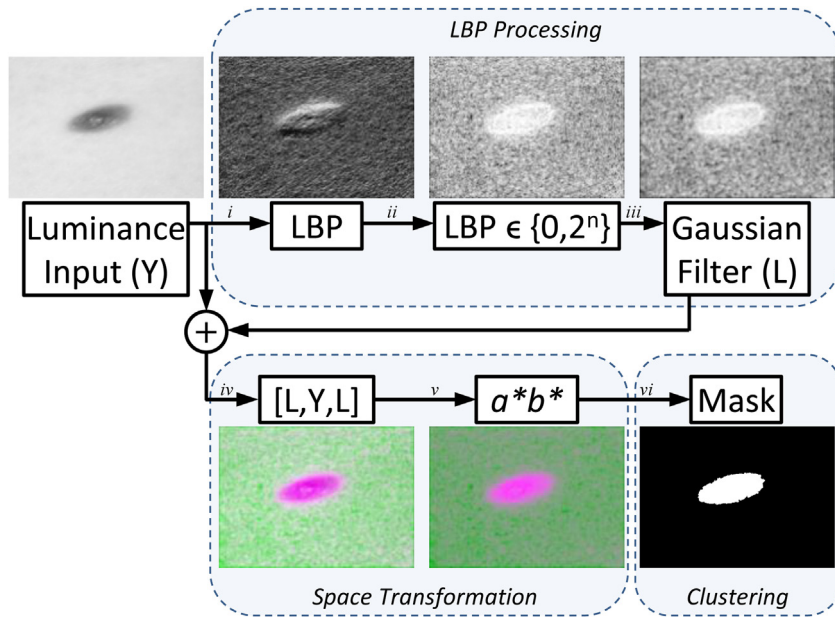 LBP Processing
Luminance
Input (Y)
i
LBP
ii
LBP ϵ {0,2ⁿ}
iii
Gaussian
Filter (L)
+
iv
[L,Y,L]
v
a*b*
vi
Mask
Space Transformation
Clustering